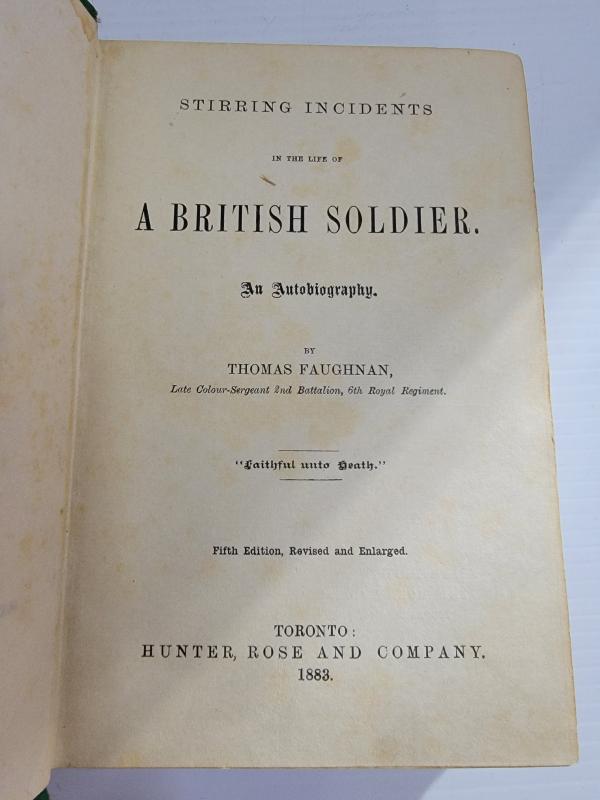 STIRRING INCIDENTS
IN THE LIFE OF
A BRITISH SOLDIER.
An Autobiography.
BY
THOMAS FAUGHNAN,
Late Colour-Sergeant 2nd Battalion, 6th Royal Regiment.
"Faithful unto Death."
Fifth Edition, Revised and Enlarged.
TORONTO:
HUNTER, ROSE AND COMPANY.
1883.